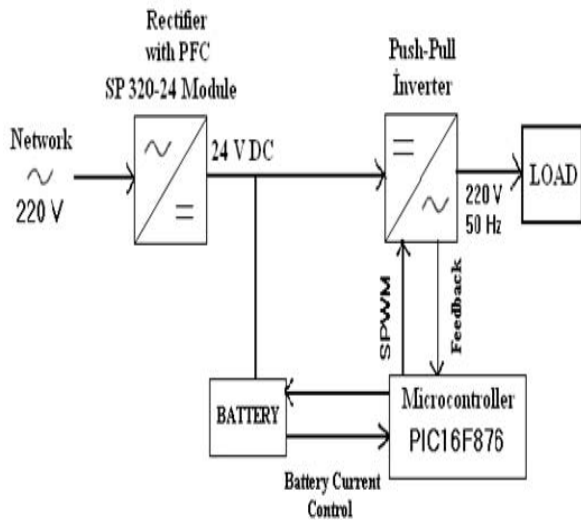 Rectifier
with PFC
SP 320-24 Module
Push-Pull
İnverter
Network
220 V
24 V DC
220 V
50 Hz
LOAD
SPWM
Feedback
BATTERY
Microcontroller
PIC16F876
Battery Current
Control